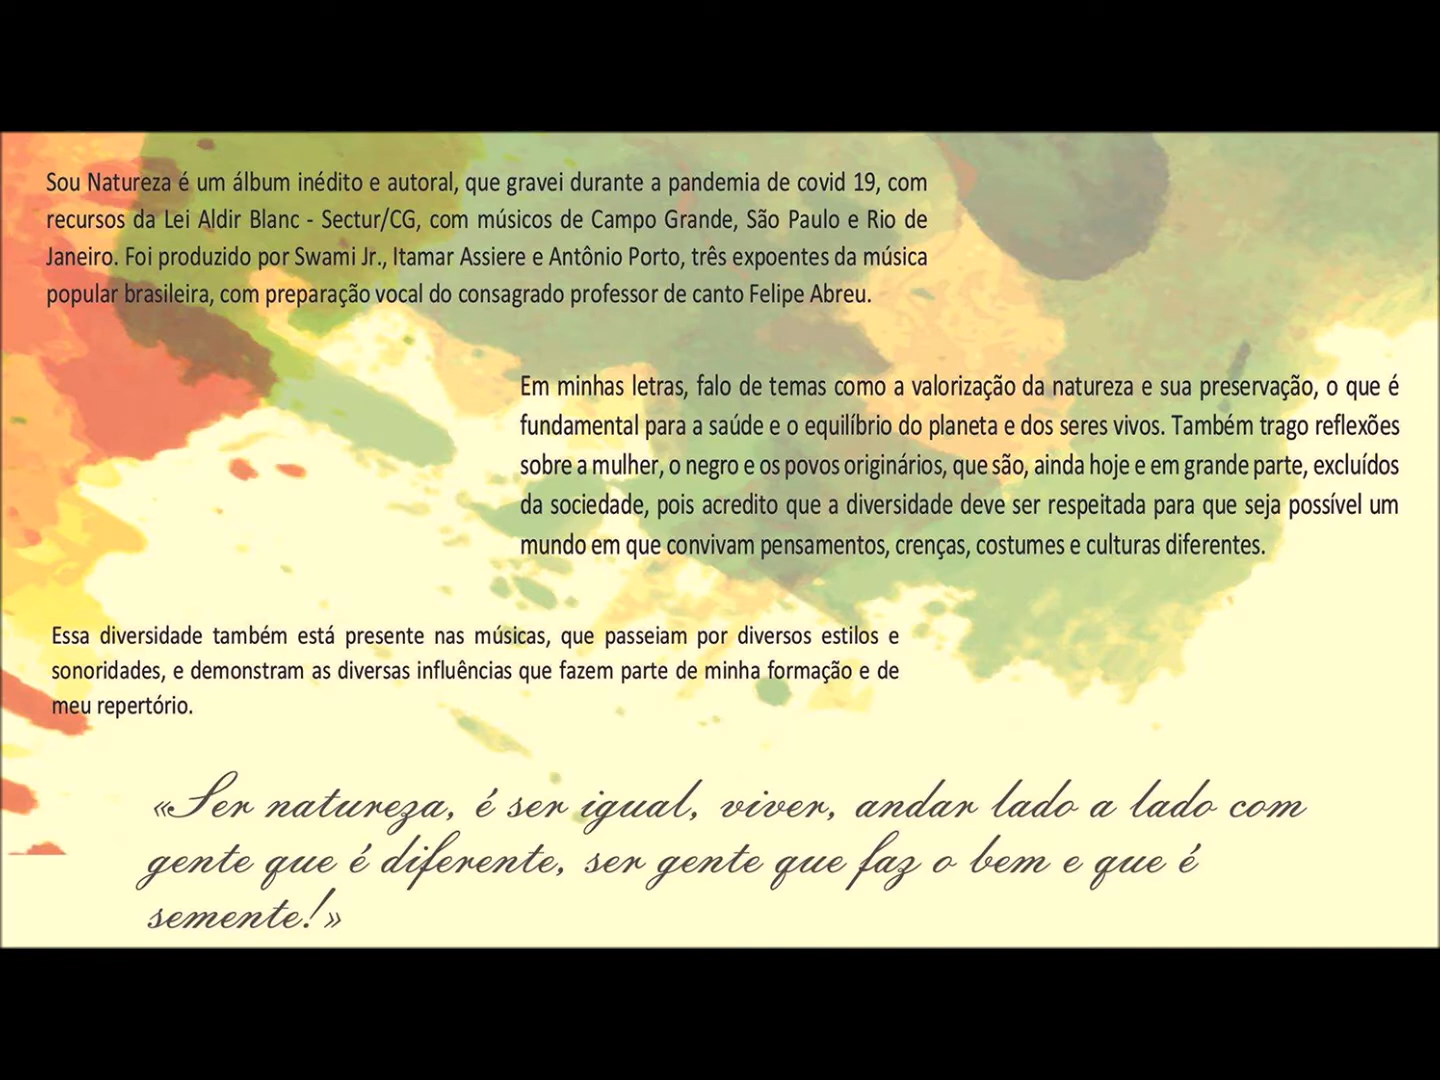 Sou Natureza é um álbum inédito e autoral, que gravei durante a pandemia de covid 19, com
recursos da Lei Aldir Blanc - Sectur/CG, com músicos de Campo Grande, São Paulo e Rio de
Janeiro. Foi produzido por Swami Jr., Itamar Assiere e Antônio Porto, três expoentes da música
popular brasileira, com preparação vocal do consagrado professor de canto Felipe Abreu.
Em minhas letras, falo de temas como a valorização da natureza e sua preservação, o que é
fundamental para a saúde e o equilíbrio do planeta e dos seres vivos. Também trago reflexões
sobre a mulher, o negro e os povos originários, que são, ainda hoje e em grande parte, excluídos
da sociedade, pois acredito que a diversidade deve ser respeitada para que seja possível um
mundo em que convivam pensamentos, crenças, costumes e culturas diferentes.
Essa diversidade também está presente nas músicas, que passeiam por diversos estilos e
sonoridades, e demonstram as diversas influências que fazem parte de minha formação e de
meu repertório.
«Ser natureza, é ser igual, viver, andar lado a lado com
gente que é diferente, ser gente que faz o bem e que é
semente!»